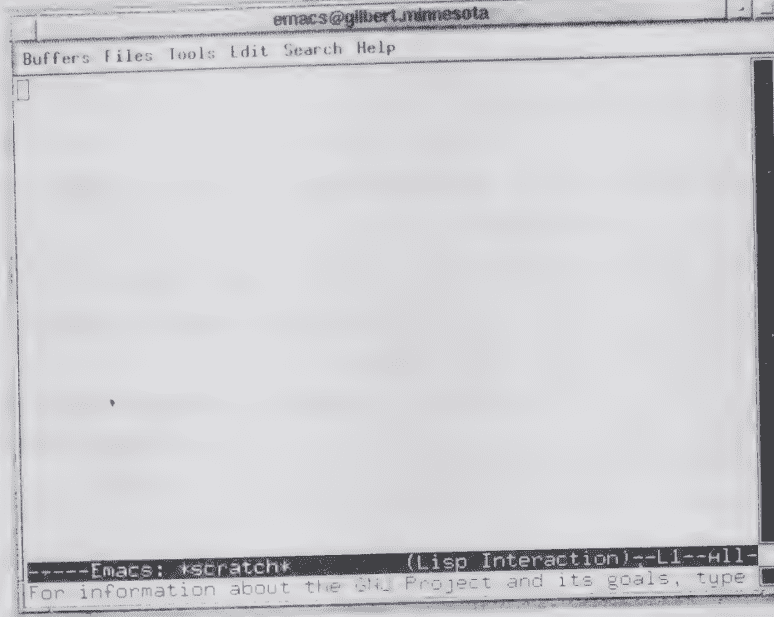 emacs@gilbert.minnesota
Buffers Files Tools Edit Search Help
-----Emacs: *scratch* (Lisp Interaction)--L1--All-
For information about the GNU Project and its goals, type